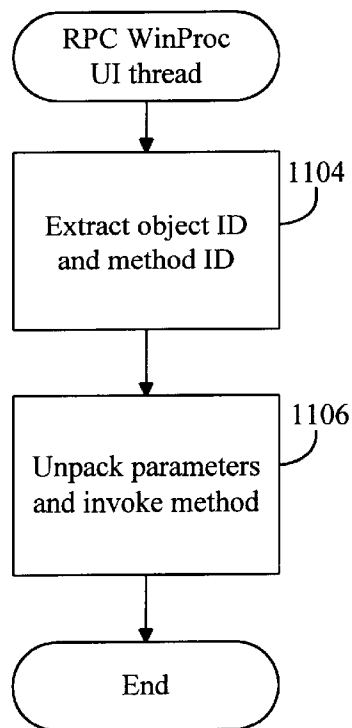 RPC WinProc
UI thread
1104
Extract object ID
and method ID
1106
Unpack parameters
and invoke method
End